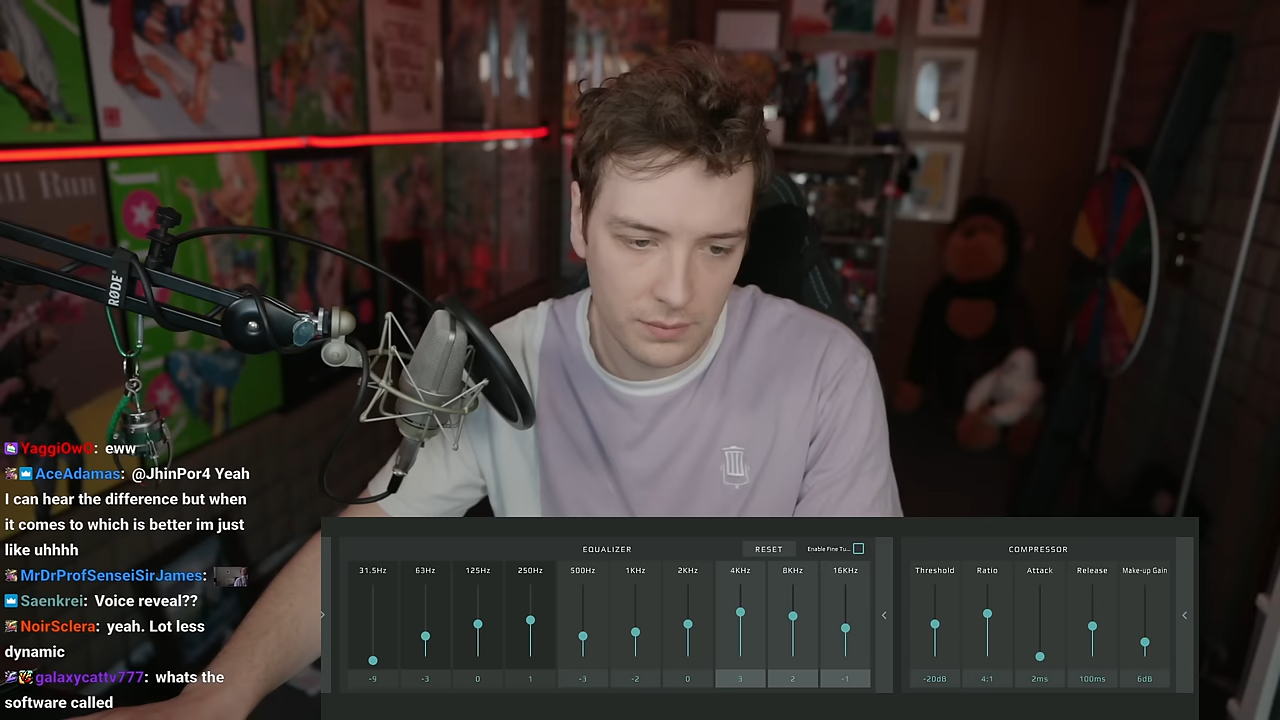 ll Run
RØDE
YaggiOwO: eww
AceAdamas: @JhinPor4 Yeah
I can hear the difference but when
it comes to which is better im just
like uhhhh
MrDrProfSenseiSirJames:
Saenkrei: Voice reveal??
NoirSclera: yeah. Lot less
dynamic
galaxycattv777: whats the
software called
EQUALIZER
RESET
Enable Fine Tu...
31.5Hz 63Hz 125Hz 250Hz 500Hz 1KHz 2KHz 4KHz 8KHz 16KHz
-9 -3 0 1 -3 -2 0 3 2 -1
COMPRESSOR
Threshold Ratio Attack Release Make-up Gain
-20dB 4:1 2ms 100ms 6dB